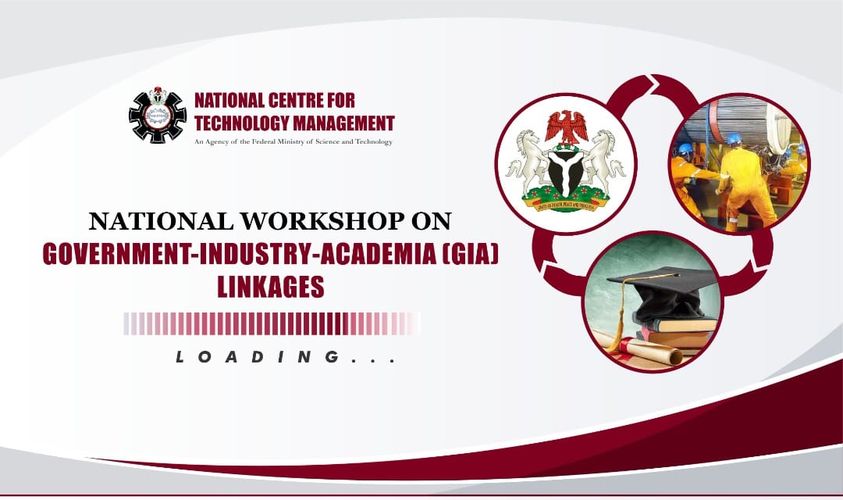 NATIONAL CENTRE FOR
TECHNOLOGY MANAGEMENT
An Agency of the Federal Ministry of Science and Technology
NATIONAL WORKSHOP ON
GOVERNMENT-INDUSTRY-ACADEMIA (GIA)
LINKAGES
LOADING...